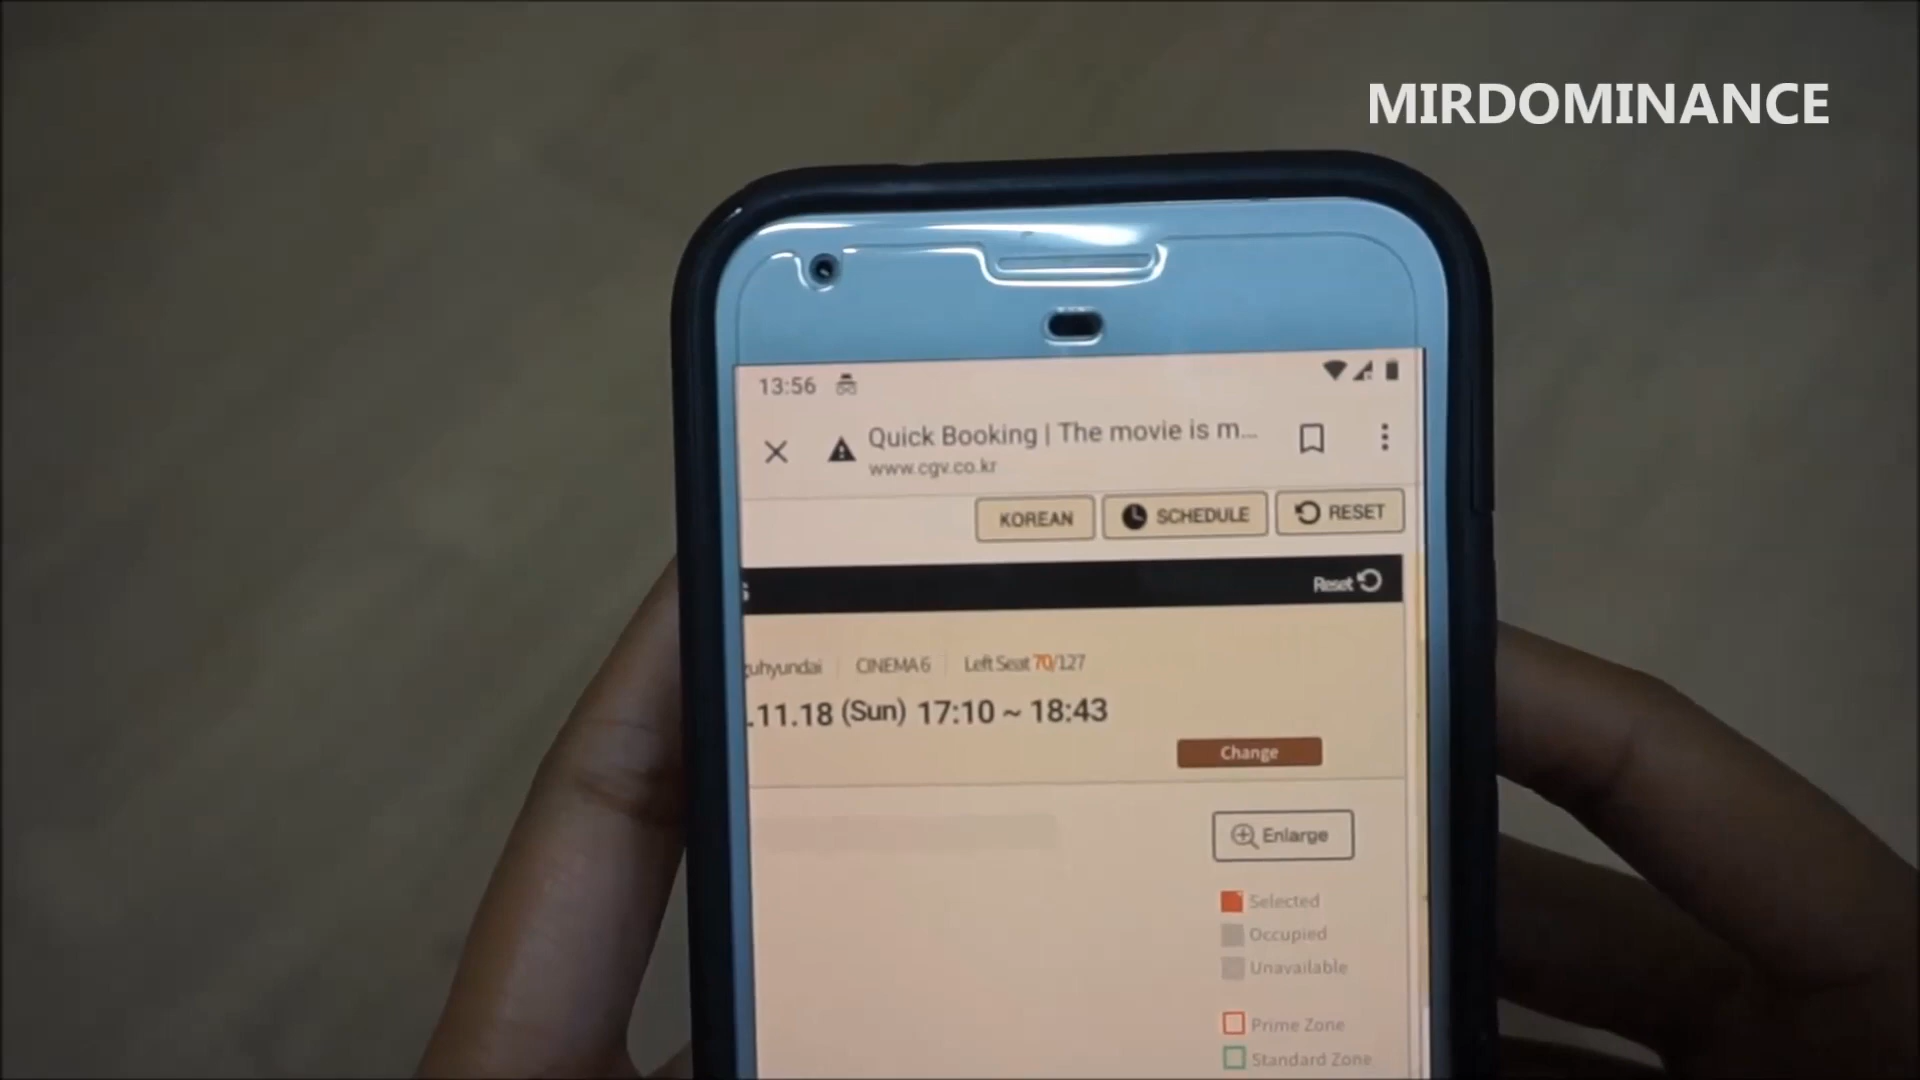 MIRDOMINANCE
13:56
Quick Booking | The movie is m...
www.cgv.co.kr
KOREAN SCHEDULE RESET
Reset
guhyundai CINEMA 6 Left Seat 70/127
.11.18 (Sun) 17:10 ~ 18:43
Change
Enlarge
Selected
Occupied
Unavailable
Prime Zone
Standard Zone